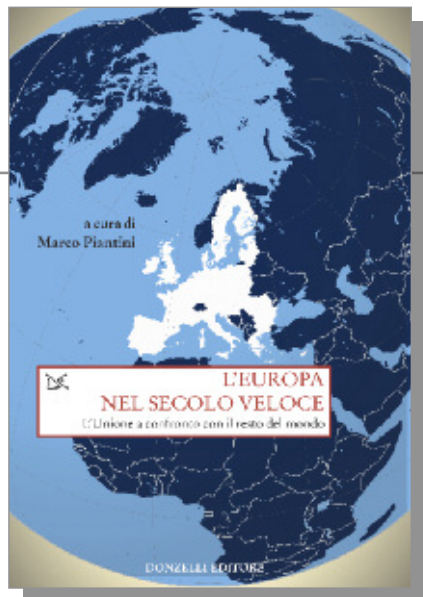 a cura di
Marco Piantini
L'EUROPA
NEL SECOLO VELOCE
L'Unione a confronto con il resto del mondo
DONZELLI EDITORE